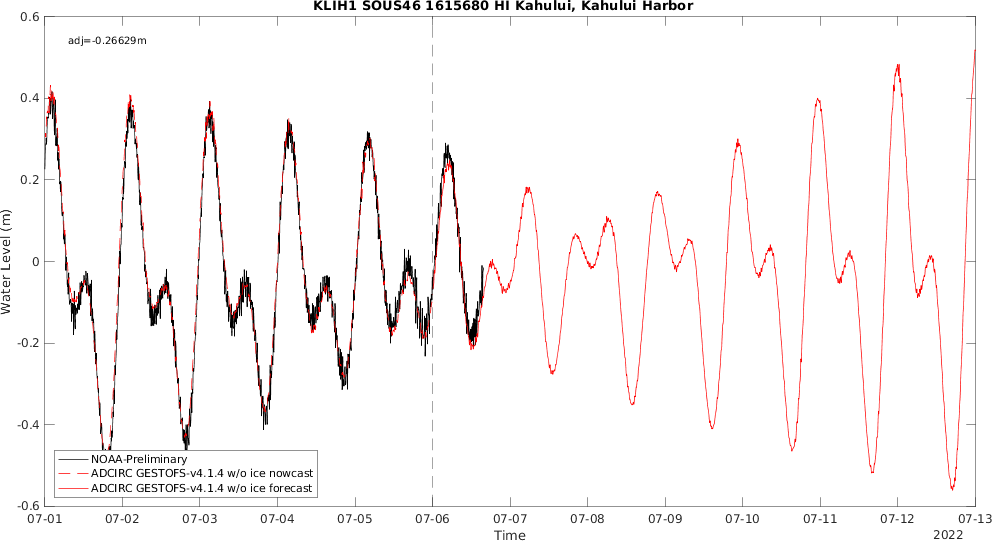 KLIH1 SOUS46 1615680 HI Kahului, Kahului Harbor
adj=-0.26629m
0.6
0.4
0.2
0
-0.2
-0.4
-0.6
Water Level (m)
NOAA-Preliminary
ADCIRC GESTOFS-v4.1.4 w/o ice nowcast
ADCIRC GESTOFS-v4.1.4 w/o ice forecast
07-01 07-02 07-03 07-04 07-05 07-06 07-07 07-08 07-09 07-10 07-11 07-12 07-13
Time
2022